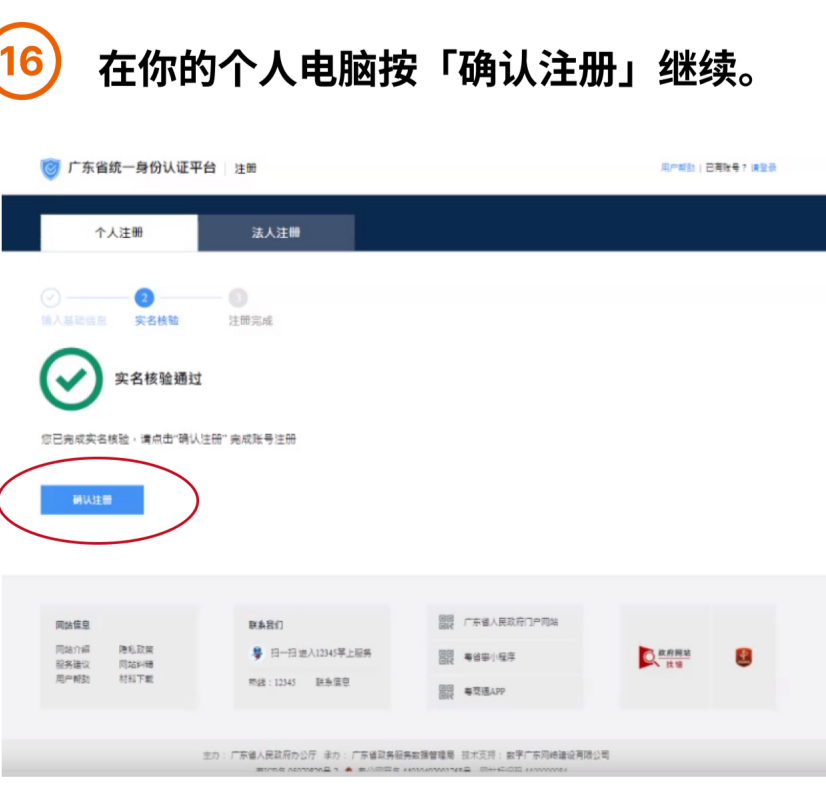 16
在你的个人电脑按「确认注册」继续。
广东省统一身份认证平台 | 注册
用户帮助 | 已有账号？请登录
个人注册 法人注册
2 3
填入基础信息 实名核验 注册完成
实名核验通过
您已完成实名核验，请点击“确认注册” 完成账号注册
确认注册
网站信息 联系我们
广东省人民政府门户网站
网站介绍 隐私政策
扫一扫 进入12345掌上服务
服务建议 网站纠错
粤省事小程序
政府网站
找错
用户帮助 材料下载
热线：12345 联系信息
粤商通APP
主办： 广东省人民政府办公厅 承办： 广东省政务服务数据管理局 技术支持：数字广东网络建设有限公司